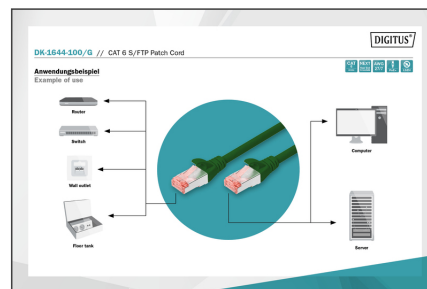 DIGITUS®
DK-1644-100/G // CAT 6 S/FTP Patch Cord
CAT
Anwendungsbeispiel
Example of use
Router
Switch
Wall outlet
Floor tank
Computer
Server